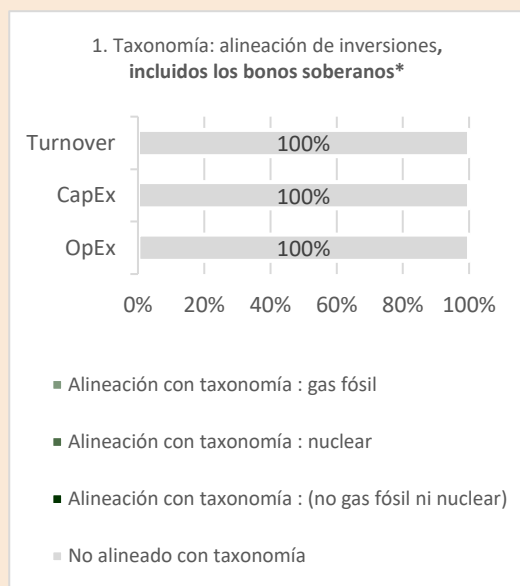 1. Taxonomía: alineación de inversiones,
incluidos los bonos soberanos*
Turnover
100%
CapEx
100%
OpEx
100%
0% 20% 40% 60% 80% 100%
Alineación con taxonomía : gas fósil
Alineación con taxonomía : nuclear
Alineación con taxonomía : (no gas fósil ni nuclear)
No alineado con taxonomía